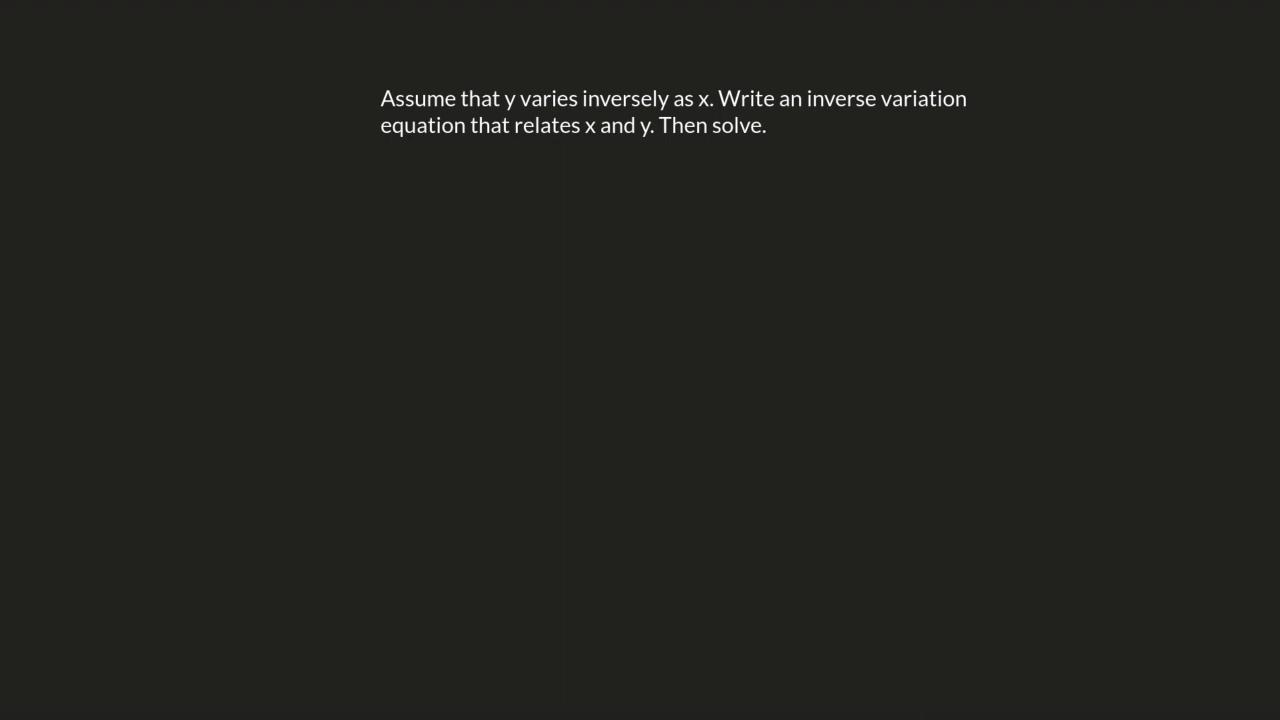 Assume that y varies inversely as x. Write an inverse variation
equation that relates x and y. Then solve.